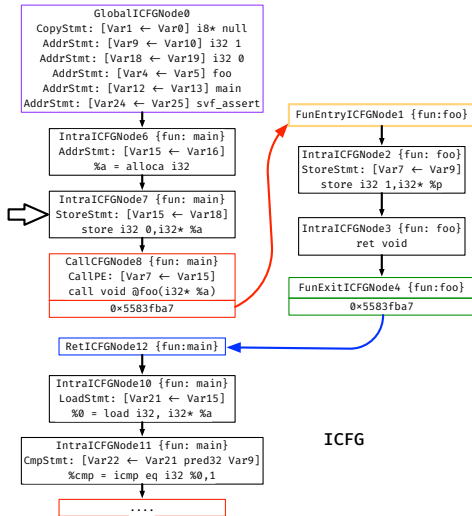 GlobalICFGNode0
CopyStmt: [Var1 ← Var0] i8* null
AddrStmt: [Var9 ← Var10] i32 1
AddrStmt: [Var18 ← Var19] i32 0
AddrStmt: [Var4 ← Var5] foo
AddrStmt: [Var12 ← Var13] main
AddrStmt: [Var24 ← Var25] svf_assert
IntraICFGNode6 {fun: main}
AddrStmt: [Var15 ← Var16]
%a = alloca i32
IntraICFGNode7 {fun: main}
StoreStmt: [Var15 ← Var18]
store i32 0,i32* %a
CallCFGNode8 {fun: main}
CallPE: [Var7 ← Var15]
call void @foo(i32* %a)
0×5583fba7
FunEntryICFGNode1 {fun:foo}
IntraICFGNode2 {fun: foo}
StoreStmt: [Var7 ← Var9]
store i32 1,i32* %p
IntraICFGNode3 {fun: foo}
ret void
FunExitICFGNode4 {fun:foo}
0×5583fba7
RetICFGNode12 {fun:main}
IntraICFGNode10 {fun: main}
LoadStmt: [Var21 ← Var15]
%0 = load i32, i32* %a
IntraICFGNode11 {fun: main}
CmpStmt: [Var22 ← Var21 pred32 Var9]
%cmp = icmp eq i32 %0,1
....
ICFG